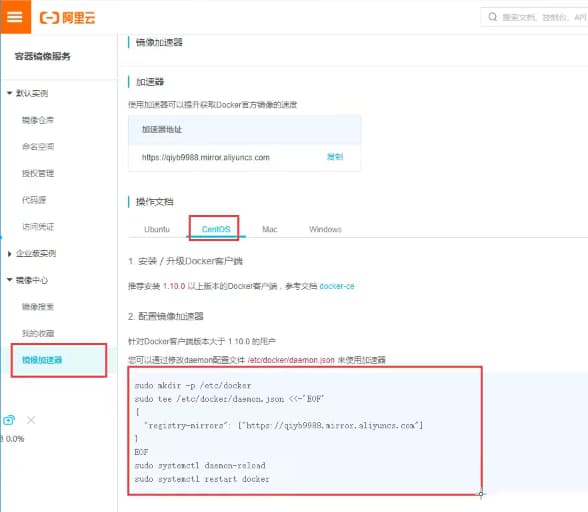 阿里云
搜索文档、控制台、API
容器镜像服务
默认实例
镜像仓库
命名空间
授权管理
代码源
访问凭证
企业版实例
镜像中心
镜像搜索
我的收藏
镜像加速器
0.0%
镜像加速器
加速器
使用加速器可以提升获取Docker官方镜像的速度
加速器地址
https://qiyb9988.mirror.aliyuncs.com 复制
操作文档
Ubuntu CentOS Mac Windows
1. 安装 / 升级Docker客户端
推荐安装 1.10.0 以上版本的Docker客户端，参考文档 docker-ce
2. 配置镜像加速器
针对Docker客户端版本大于 1.10.0 的用户
您可以通过修改daemon配置文件 /etc/docker/daemon.json 来使用加速器
sudo mkdir -p /etc/docker
sudo tee /etc/docker/daemon.json <<-'EOF'
{
"registry-mirrors": ["https://qiyb9988.mirror.aliyuncs.com"]
}
EOF
sudo systemctl daemon-reload
sudo systemctl restart docker